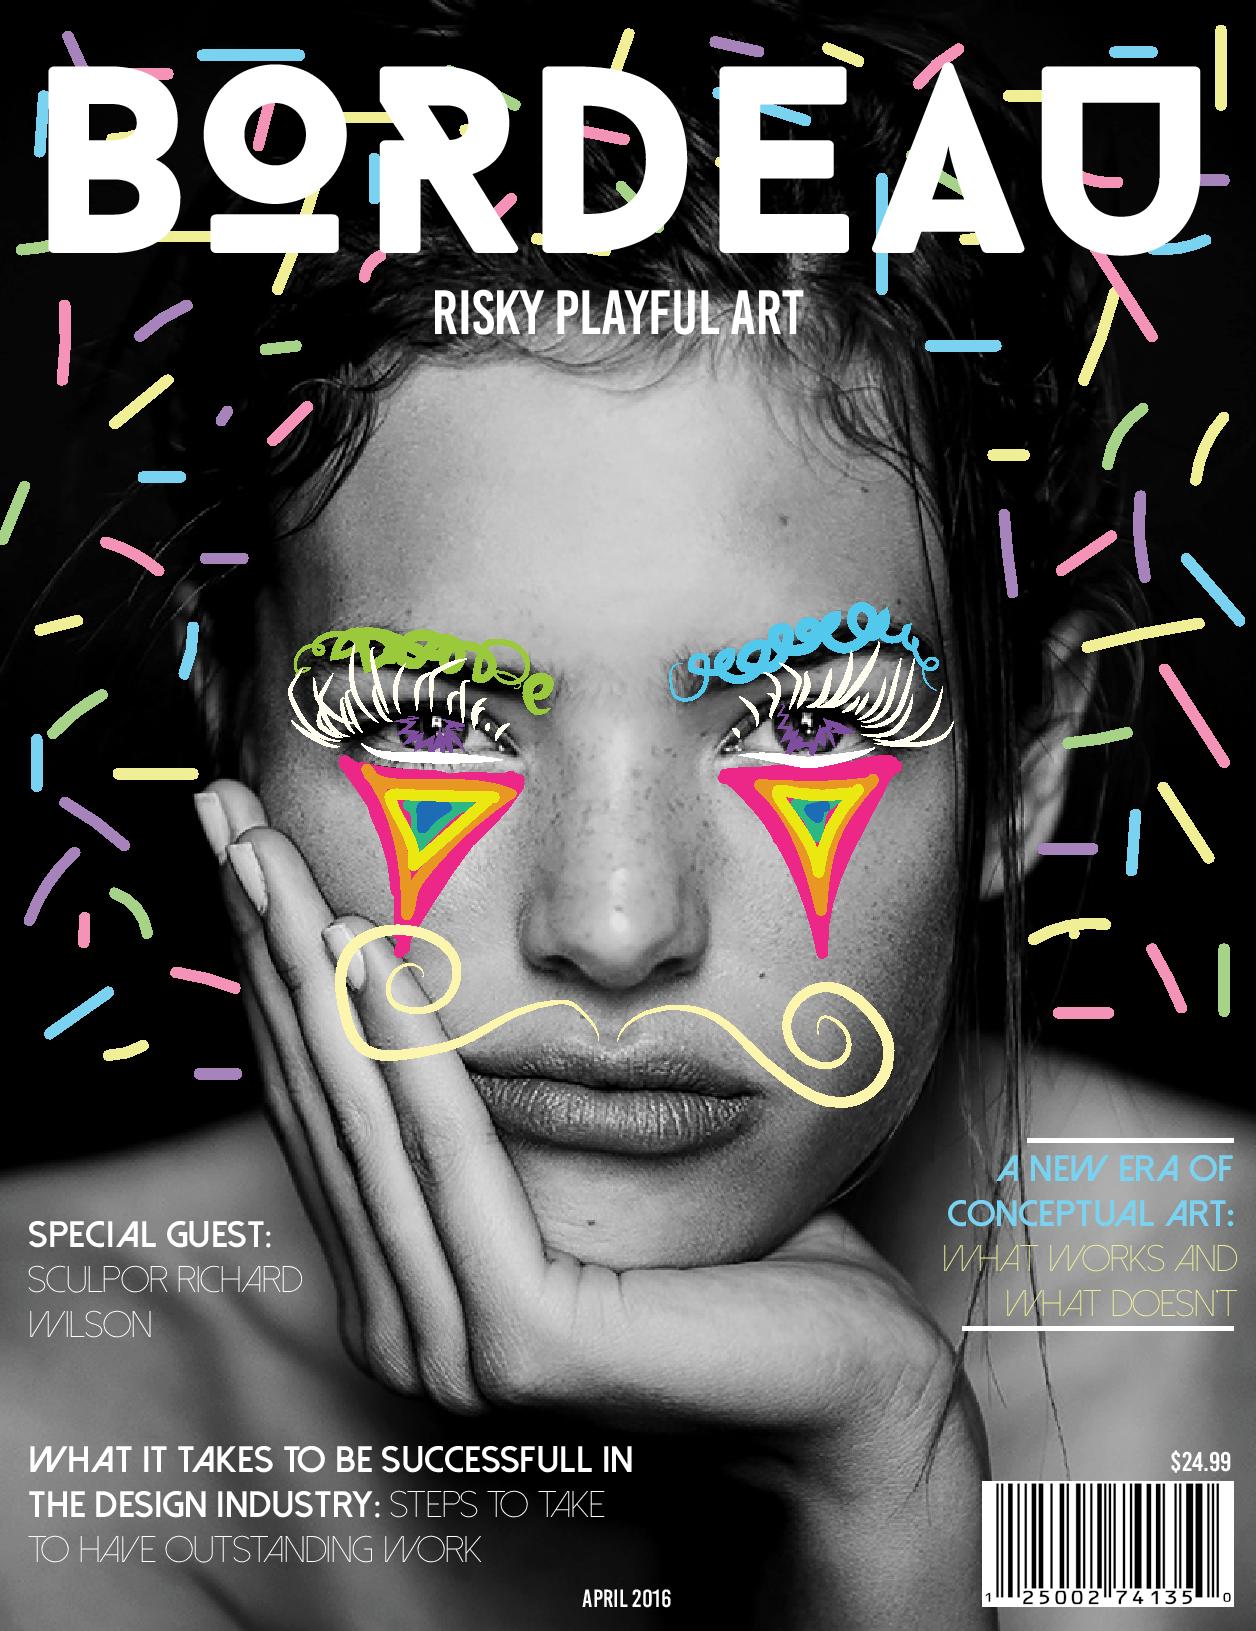 BORDEAU
RISKY PLAYFUL ART
A NEW ERA OF
CONCEPTUAL ART:
WHAT WORKS AND
WHAT DOESN'T
SPECIAL GUEST:
SCULPOR RICHARD
WILSON
WHAT IT TAKES TO BE SUCCESSFULL IN
THE DESIGN INDUSTRY: STEPS TO TAKE
TO HAVE OUTSTANDING WORK
$24.99
1 25002 74135 0
APRIL 2016